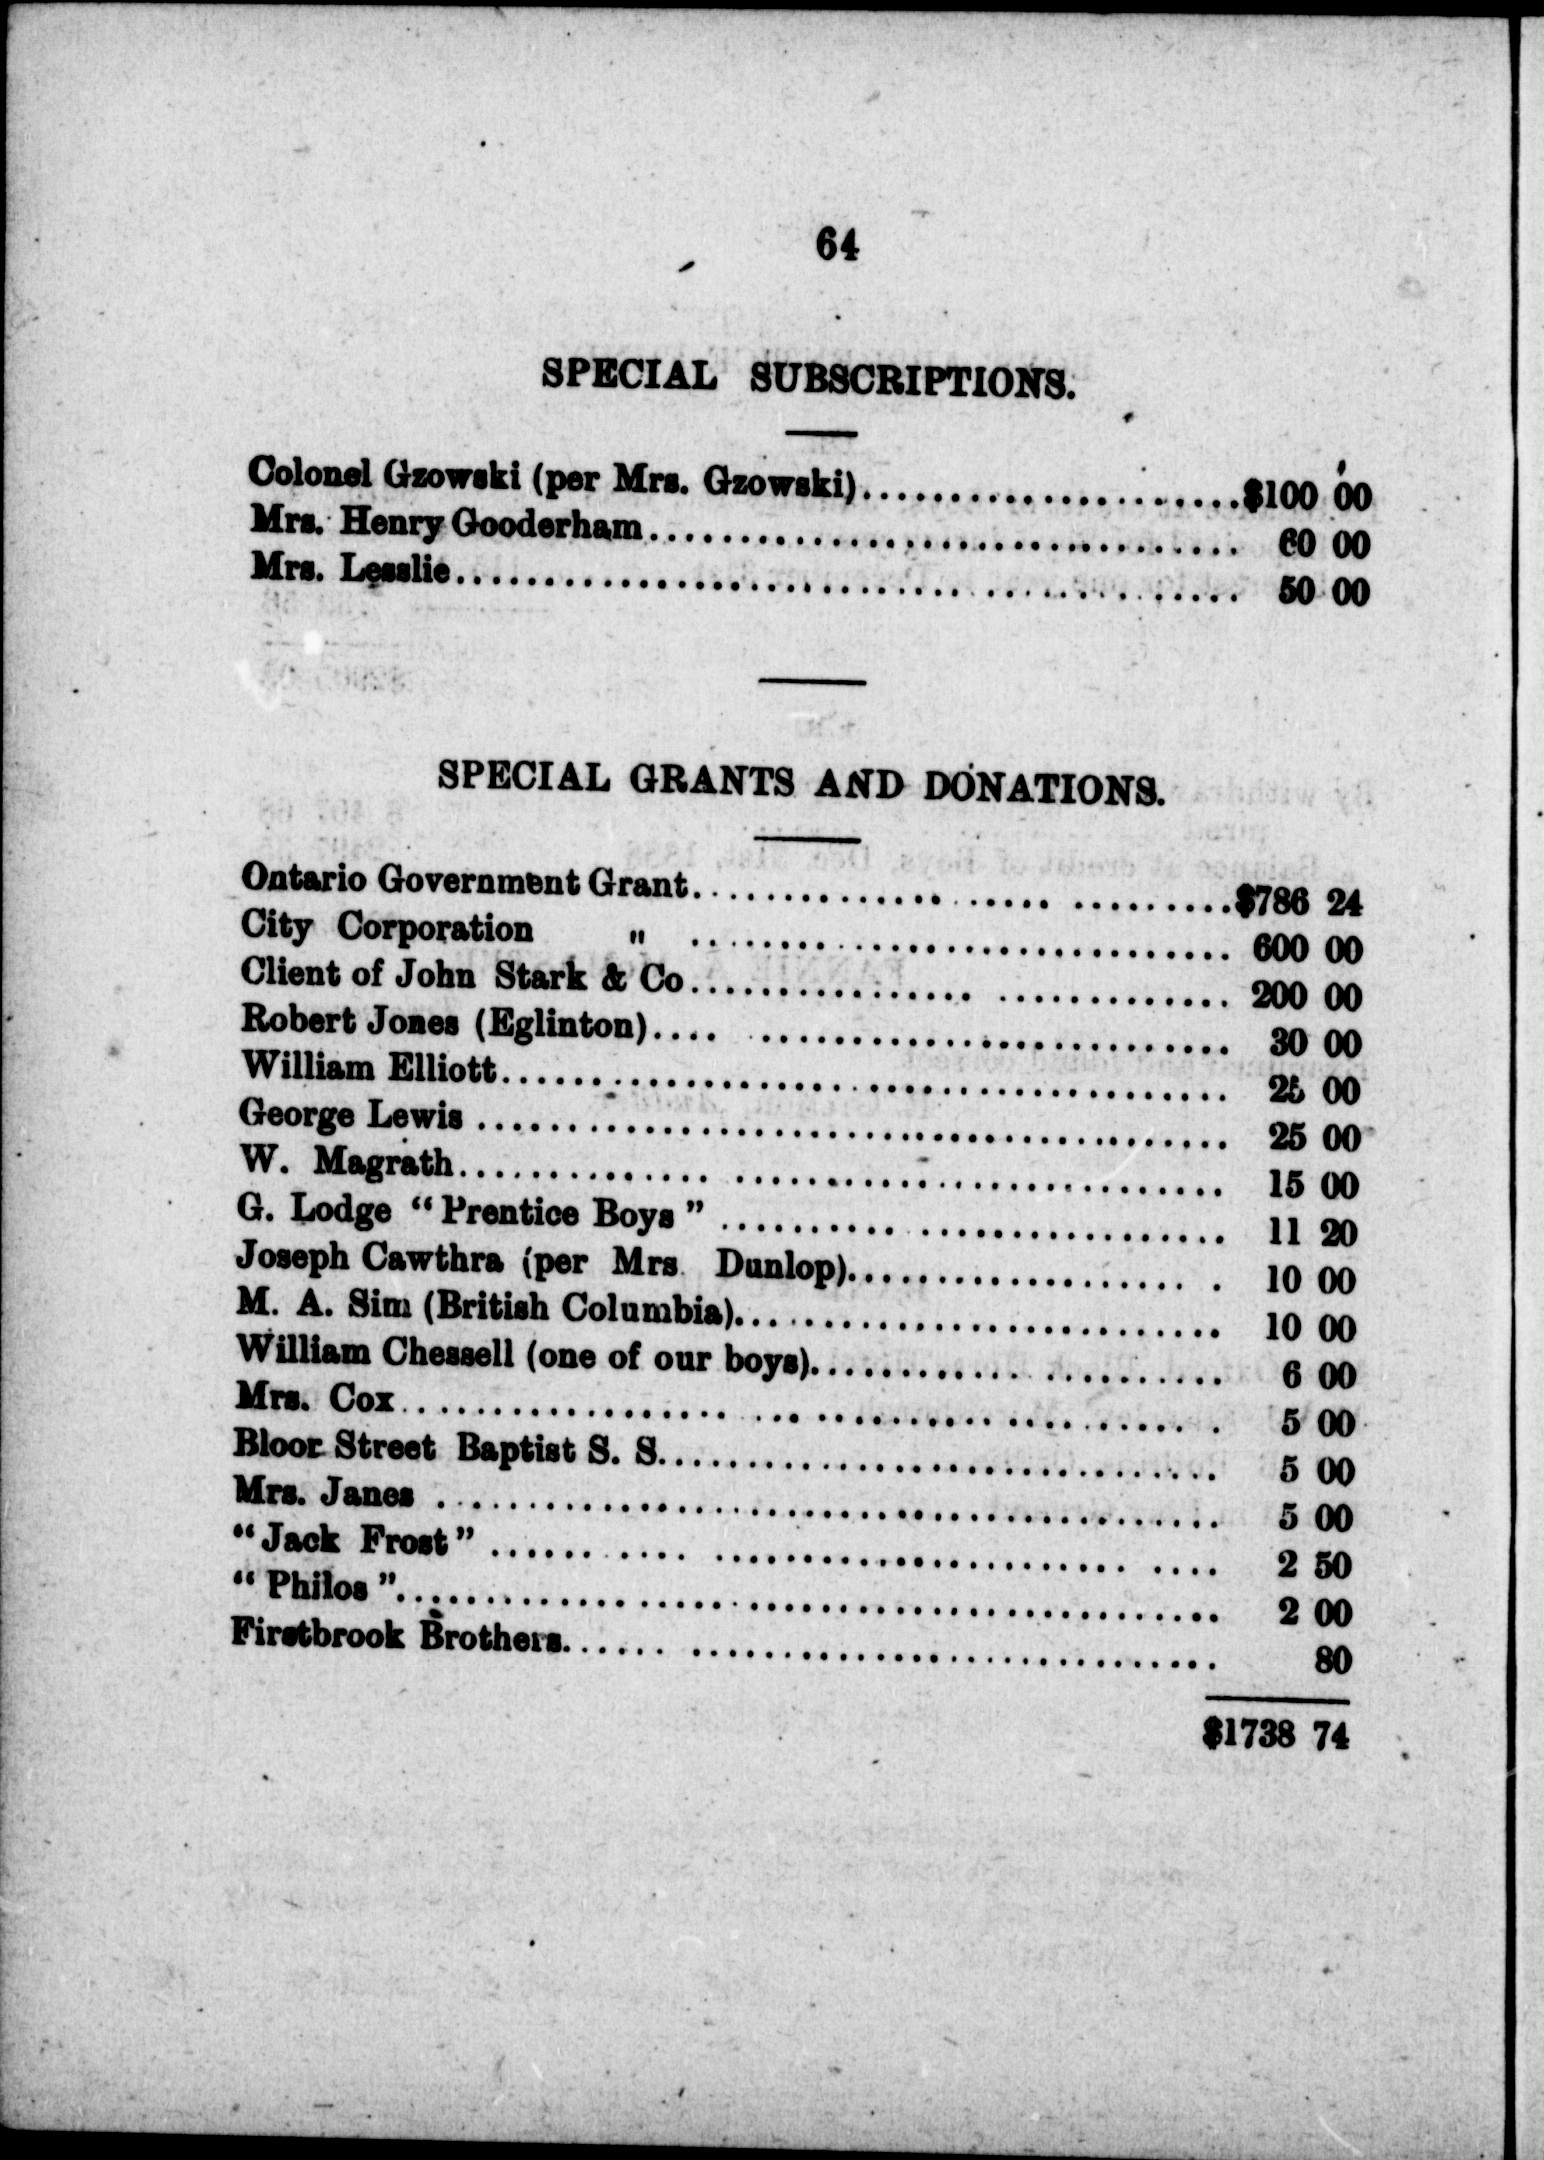 64
SPECIAL SUBSCRIPTIONS.
Colonel Gzowski (per Mrs. Gzowski)......................$100 00
Mrs. Henry Gooderham................................. 60 00
Mrs. Lesslie........................................... 50 00
SPECIAL GRANTS AND DONATIONS.
Ontario Government Grant..............................$786 24
City Corporation " .............................. 600 00
Client of John Stark & Co.............................. 200 00
Robert Jones (Eglinton)............................... 30 00
William Elliott........................................ 25 00
George Lewis .......................................... 25 00
W. Magrath.......................................... 15 00
G. Lodge "Prentice Boys" ........................... 11 20
Joseph Cawthra (per Mrs. Dunlop)..................... 10 00
M. A. Sim (British Columbia)........................... 10 00
William Chessell (one of our boys)...................... 6 00
Mrs. Cox............................................. 5 00
Bloor Street Baptist S. S............................... 5 00
Mrs. Janes ........................................... 5 00
"Jack Frost" ........................................ 2 50
"Philos"............................................. 2 00
Firstbrook Brothers................................... 80
$1738 74